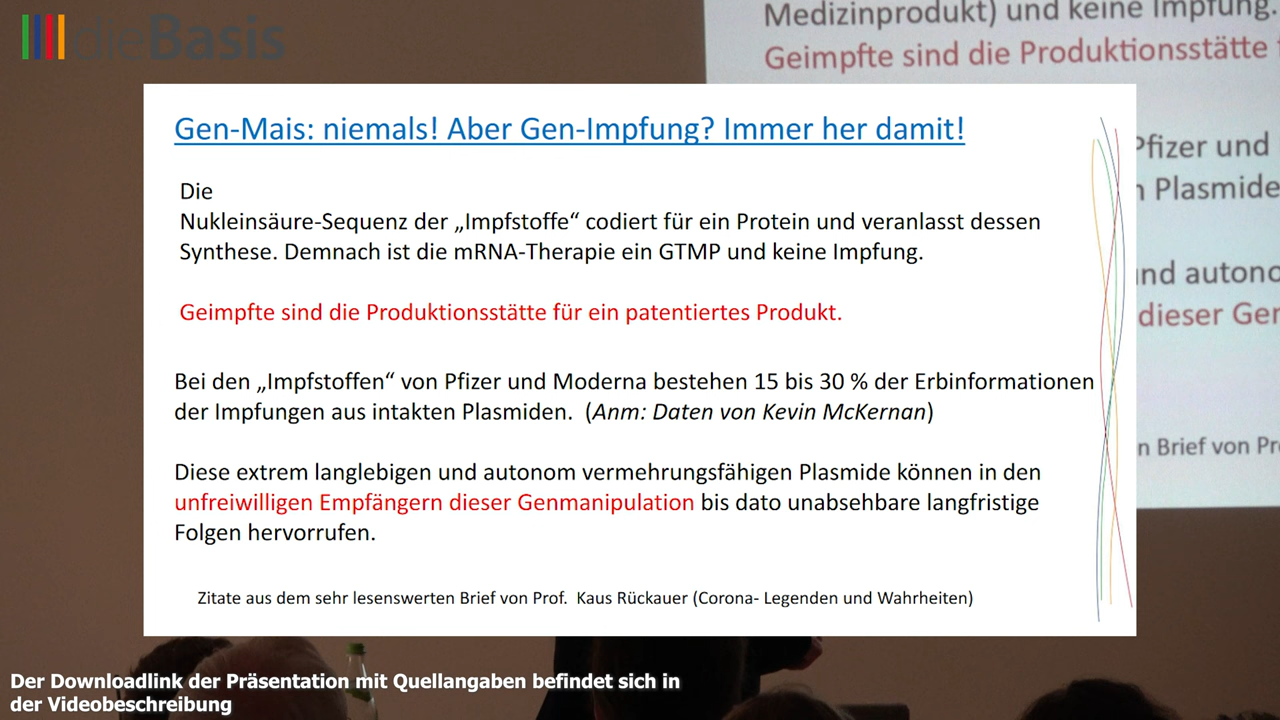 dieBasis
Medizinprodukt) und keine Impfung.
Geimpfte sind die Produktionsstätte
Gen-Mais: niemals! Aber Gen-Impfung? Immer her damit!
Die
Nukleinsäure-Sequenz der „Impfstoffe“ codiert für ein Protein und veranlasst dessen
Synthese. Demnach ist die mRNA-Therapie ein GTMP und keine Impfung.
Geimpfte sind die Produktionsstätte für ein patentiertes Produkt.
Bei den „Impfstoffen“ von Pfizer und Moderna bestehen 15 bis 30 % der Erbinformationen
der Impfungen aus intakten Plasmiden. (Anm: Daten von Kevin McKernan)
Diese extrem langlebigen und autonom vermehrungsfähigen Plasmide können in den
unfreiwilligen Empfängern dieser Genmanipulation bis dato unabsehbare langfristige
Folgen hervorrufen.
Zitate aus dem sehr lesenswerten Brief von Prof. Kaus Rückauer (Corona- Legenden und Wahrheiten)
Pfizer und
n Plasmide
und autono
dieser Ger
n Brief von Pr
Der Downloadlink der Präsentation mit Quellangaben befindet sich in
der Videobeschreibung